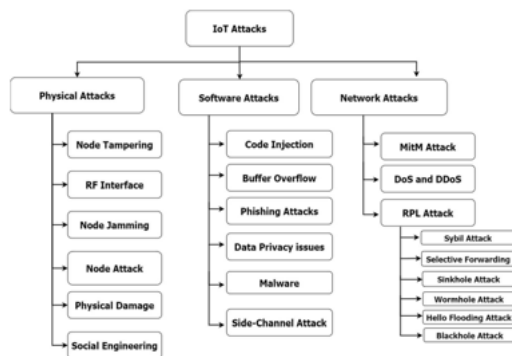 IoT Attacks
Physical Attacks
Software Attacks
Network Attacks
Node Tampering
RF Interface
Node Jamming
Node Attack
Physical Damage
Social Engineering
Code Injection
Buffer Overflow
Phishing Attacks
Data Privacy issues
Malware
Side-Channel Attack
MitM Attack
DoS and DDoS
RPL Attack
Sybil Attack
Selective Forwarding
Sinkhole Attack
Wormhole Attack
Hello Flooding Attack
Blackhole Attack